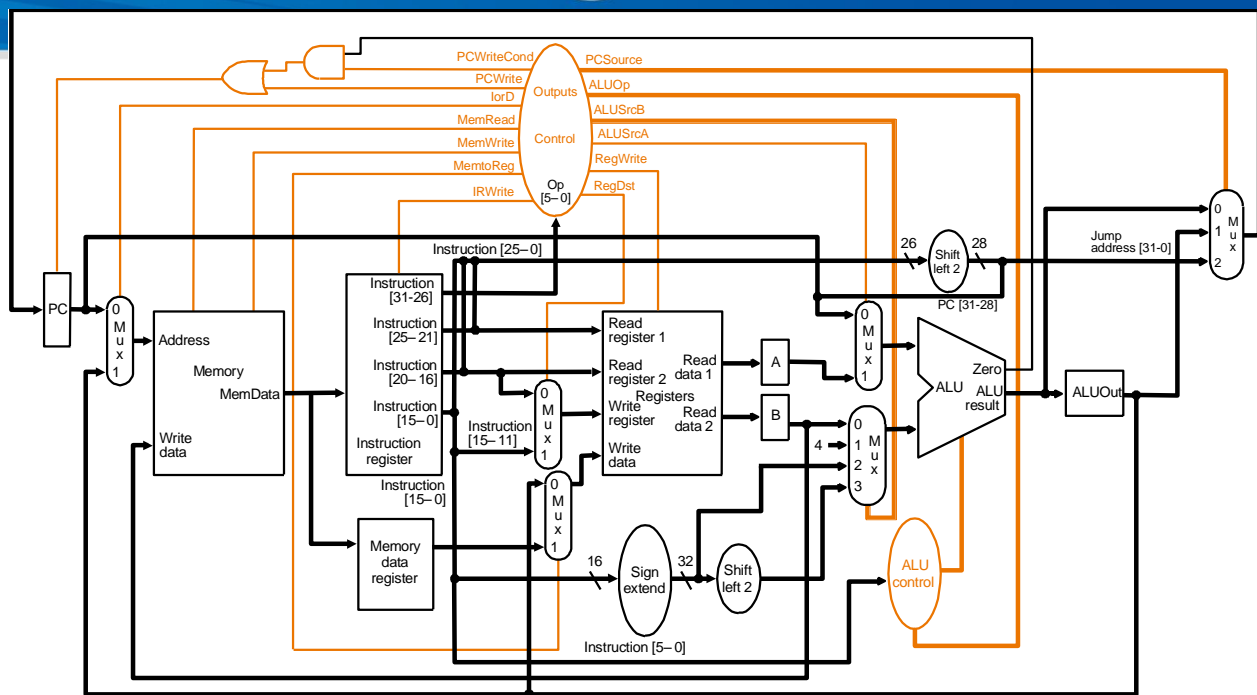 PCWriteCond
PCWrite
IorD
MemRead
MemWrite
MemtoReg
IRWrite
Outputs
Control
Op
[5–0]
PCSource
ALUOp
ALUSrcB
ALUSrcA
RegWrite
RegDst
PC
0
M
u
x
1
Address
Memory
MemData
Write
data
Instruction
[31-26]
Instruction
[25–21]
Instruction
[20–16]
Instruction
[15–0]
Instruction
register
Instruction
[15–0]
Memory
data
register
Instruction [25–0]
26
Shift
left 2
28
Jump
address [31-0]
PC [31-28]
Instruction
[15–11]
0
M
u
x
1
0
M
u
x
1
Read
register 1
Read
register 2
Registers
Write
register
Write
data
Read
data 1
Read
data 2
A
B
0
M
u
x
1
4
0
1
2
3
M
u
x
Zero
ALU
ALU
result
ALUOut
0
1
2
M
u
x
16
Sign
extend
32
Shift
left 2
ALU
control
Instruction [5–0]